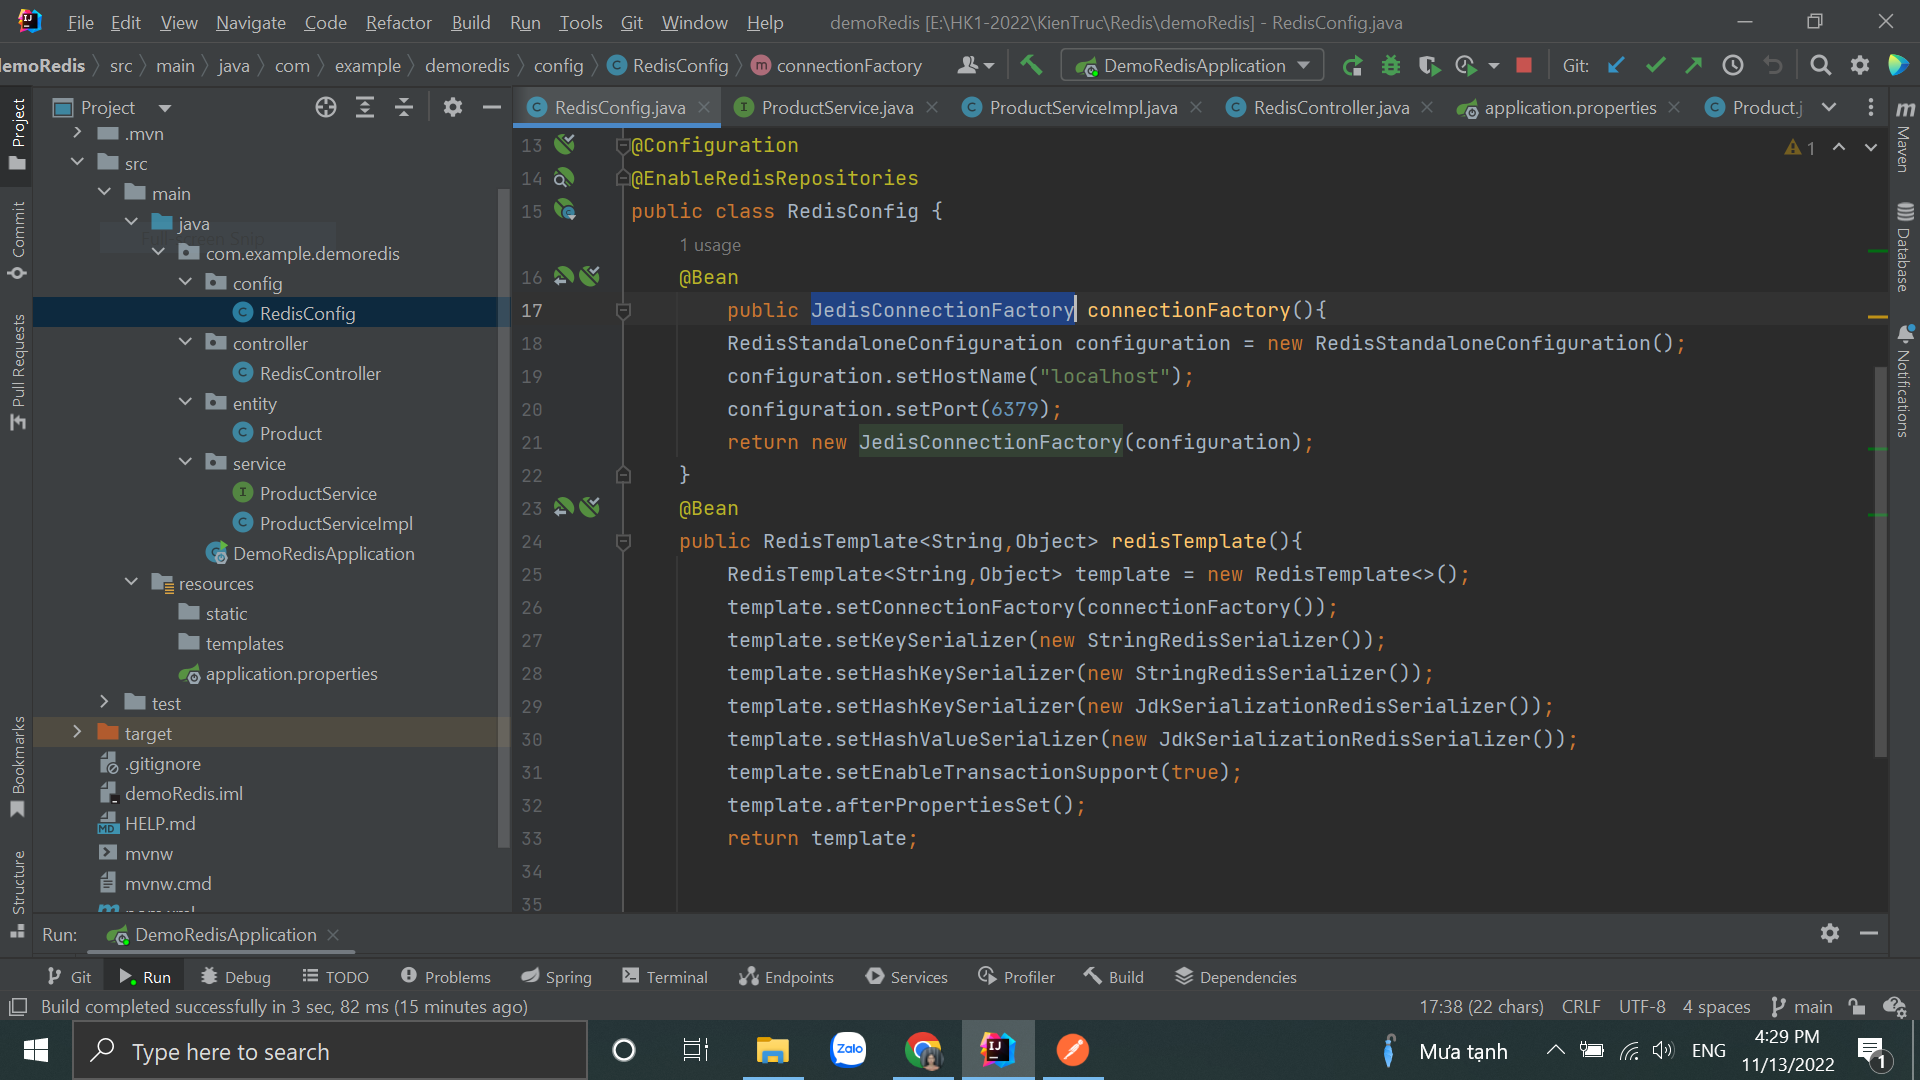 File Edit View Navigate Code Refactor Build Run Tools Git Window Help demoRedis [E:\HK1-2022\KienTruc\Redis\demoRedis] - RedisConfig.java
demoRedis src main java com example demoredis config RedisConfig connectionFactory DemoRedisApplication Git:
Project
RedisConfig.java ProductService.java ProductServiceImpl.java RedisController.java application.properties Product.j
Project
Commit
Pull Requests
Bookmarks
Structure
Maven
Database
Notifications
.mvn
src
main
java
com.example.demoredis
config
RedisConfig
controller
RedisController
entity
Product
service
ProductService
ProductServiceImpl
DemoRedisApplication
resources
static
templates
application.properties
test
target
.gitignore
demoRedis.iml
HELP.md
mvnw
mvnw.cmd
pom.xml
1
13 @Configuration
14 @EnableRedisRepositories
15 public class RedisConfig {
1 usage
16 @Bean
17 public JedisConnectionFactory connectionFactory(){
18 RedisStandaloneConfiguration configuration = new RedisStandaloneConfiguration();
19 configuration.setHostName("localhost");
20 configuration.setPort(6379);
21 return new JedisConnectionFactory(configuration);
22 }
23 @Bean
24 public RedisTemplate<String,Object> redisTemplate(){
25 RedisTemplate<String,Object> template = new RedisTemplate<>();
26 template.setConnectionFactory(connectionFactory());
27 template.setKeySerializer(new StringRedisSerializer());
28 template.setHashKeySerializer(new StringRedisSerializer());
29 template.setHashKeySerializer(new JdkSerializationRedisSerializer());
30 template.setHashValueSerializer(new JdkSerializationRedisSerializer());
31 template.setEnableTransactionSupport(true);
32 template.afterPropertiesSet();
33 return template;
34
35
Run: DemoRedisApplication
Git Run Debug TODO Problems Spring Terminal Endpoints Services Profiler Build Dependencies
Build completed successfully in 3 sec, 82 ms (15 minutes ago) 17:38 (22 chars) CRLF UTF-8 4 spaces main
Type here to search Zalo Mưa tạnh ENG 4:29 PM
11/13/2022 1